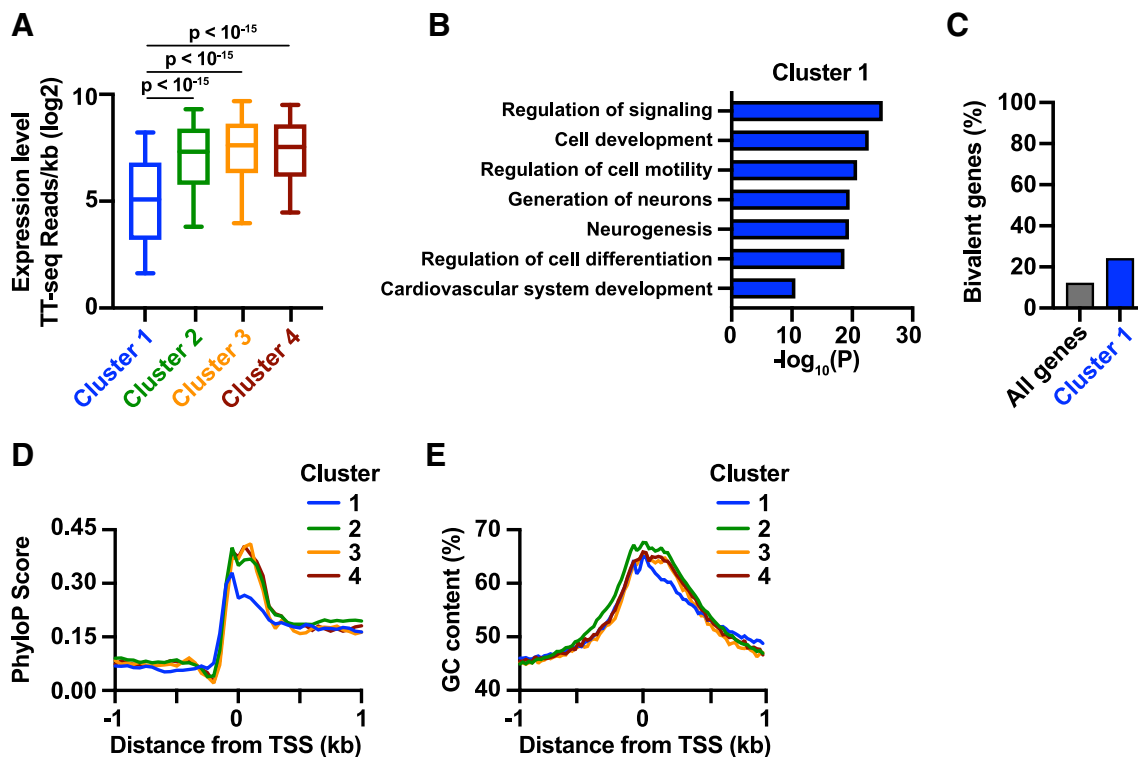 A
p < 10-15
p < 10-15
p < 10-15
Expression level
TT-seq Reads/kb (log2)
10
5
0
Cluster 1
Cluster 2
Cluster 3
Cluster 4
B
Cluster 1
Regulation of signaling
Cell development
Regulation of cell motility
Generation of neurons
Neurogenesis
Regulation of cell differentiation
Cardiovascular system development
0 10 20 30
-log10(P)
C
Bivalent genes (%)
100
80
60
40
20
0
All genes
Cluster 1
D
Cluster
1
2
3
4
PhyloP Score
0.45
0.30
0.15
0.00
-1 0 1
Distance from TSS (kb)
E
Cluster
1
2
3
4
GC content (%)
70
60
50
40
-1 0 1
Distance from TSS (kb)